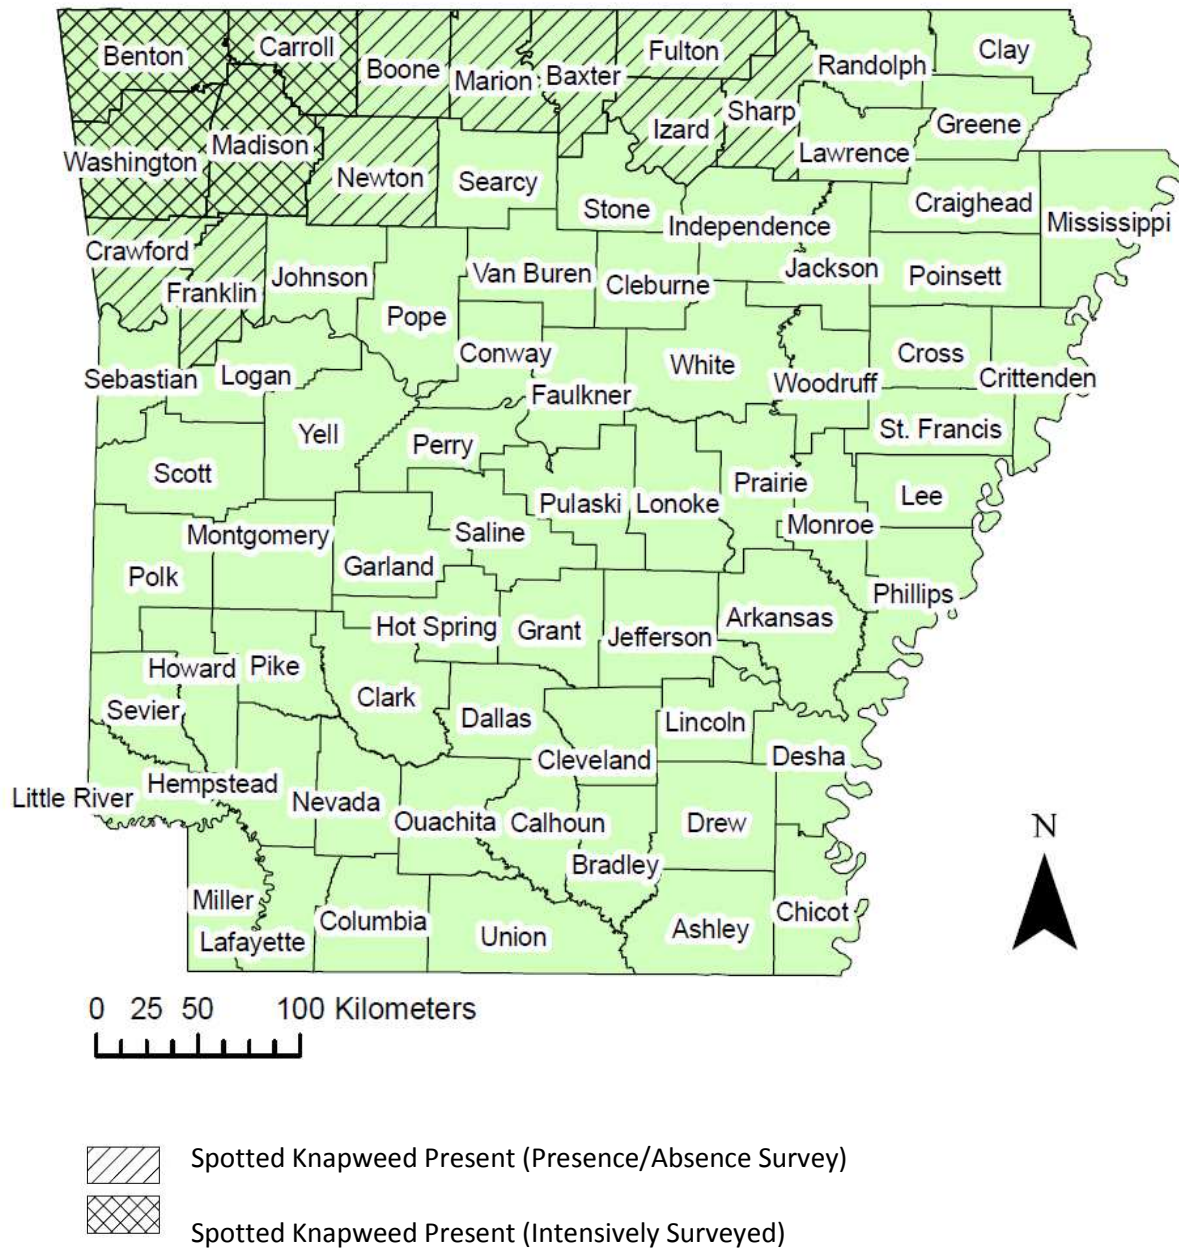 Benton
Carroll
Boone
Marion
Baxter
Fulton
Randolph
Clay
Sharp
Izard
Greene
Lawrence
Washington
Madison
Newton
Searcy
Stone
Independence
Craighead
Mississippi
Crawford
Franklin
Johnson
Van Buren
Cleburne
Jackson
Poinsett
Pope
Conway
White
Cross
Sebastian
Logan
Faulkner
Woodruff
Crittenden
Yell
Perry
St. Francis
Scott
Pulaski
Lonoke
Prairie
Lee
Montgomery
Saline
Monroe
Polk
Garland
Phillips
Hot Spring
Grant
Jefferson
Arkansas
Howard
Pike
Clark
Sevier
Dallas
Lincoln
Cleveland
Desha
Little River
Hempstead
Nevada
Ouachita
Calhoun
Drew
Bradley
Miller
Lafayette
Columbia
Union
Ashley
Chicot
N
0 25 50 100 Kilometers
Spotted Knapweed Present (Presence/Absence Survey)
Spotted Knapweed Present (Intensively Surveyed)